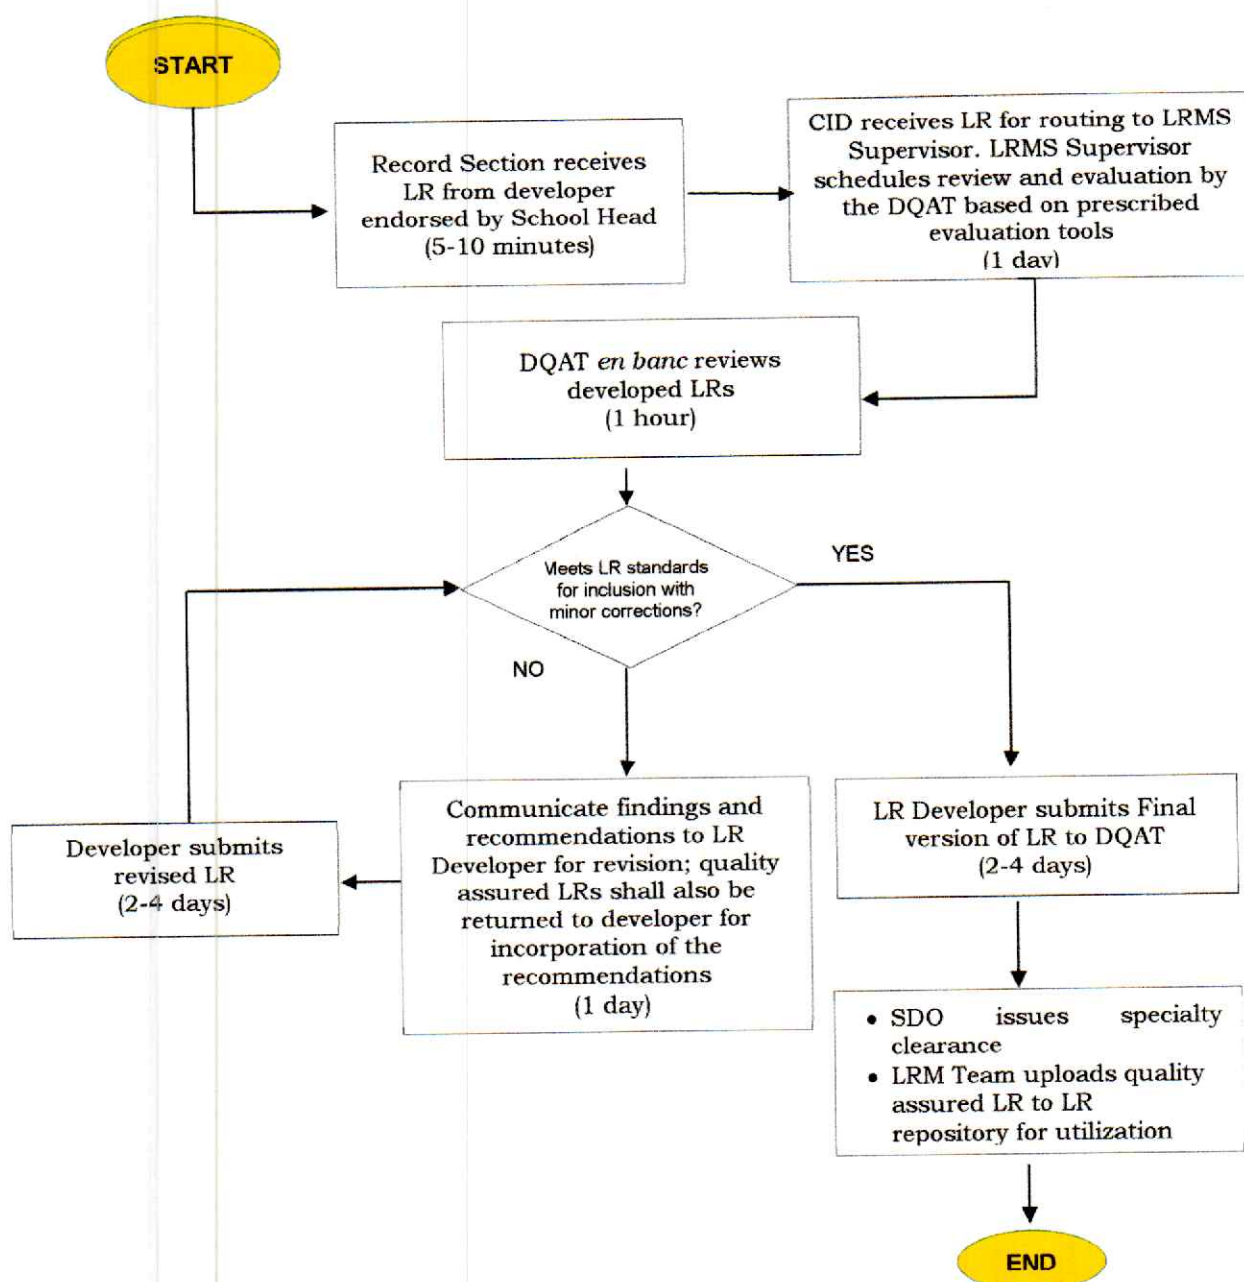 START
Record Section receives
LR from developer
endorsed by School Head
(5-10 minutes)
CID receives LR for routing to LRMS
Supervisor. LRMS Supervisor
schedules review and evaluation by
the DQAT based on prescribed
evaluation tools
(1 day)
DQAT en banc reviews
developed LRs
(1 hour)
Meets LR standards
for inclusion with
minor corrections?
YES
NO
Developer submits
revised LR
(2-4 days)
Communicate findings and
recommendations to LR
Developer for revision; quality
assured LRs shall also be
returned to developer for
incorporation of the
recommendations
(1 day)
LR Developer submits Final
version of LR to DQAT
(2-4 days)
• SDO issues specialty
clearance
• LRM Team uploads quality
assured LR to LR
repository for utilization
END